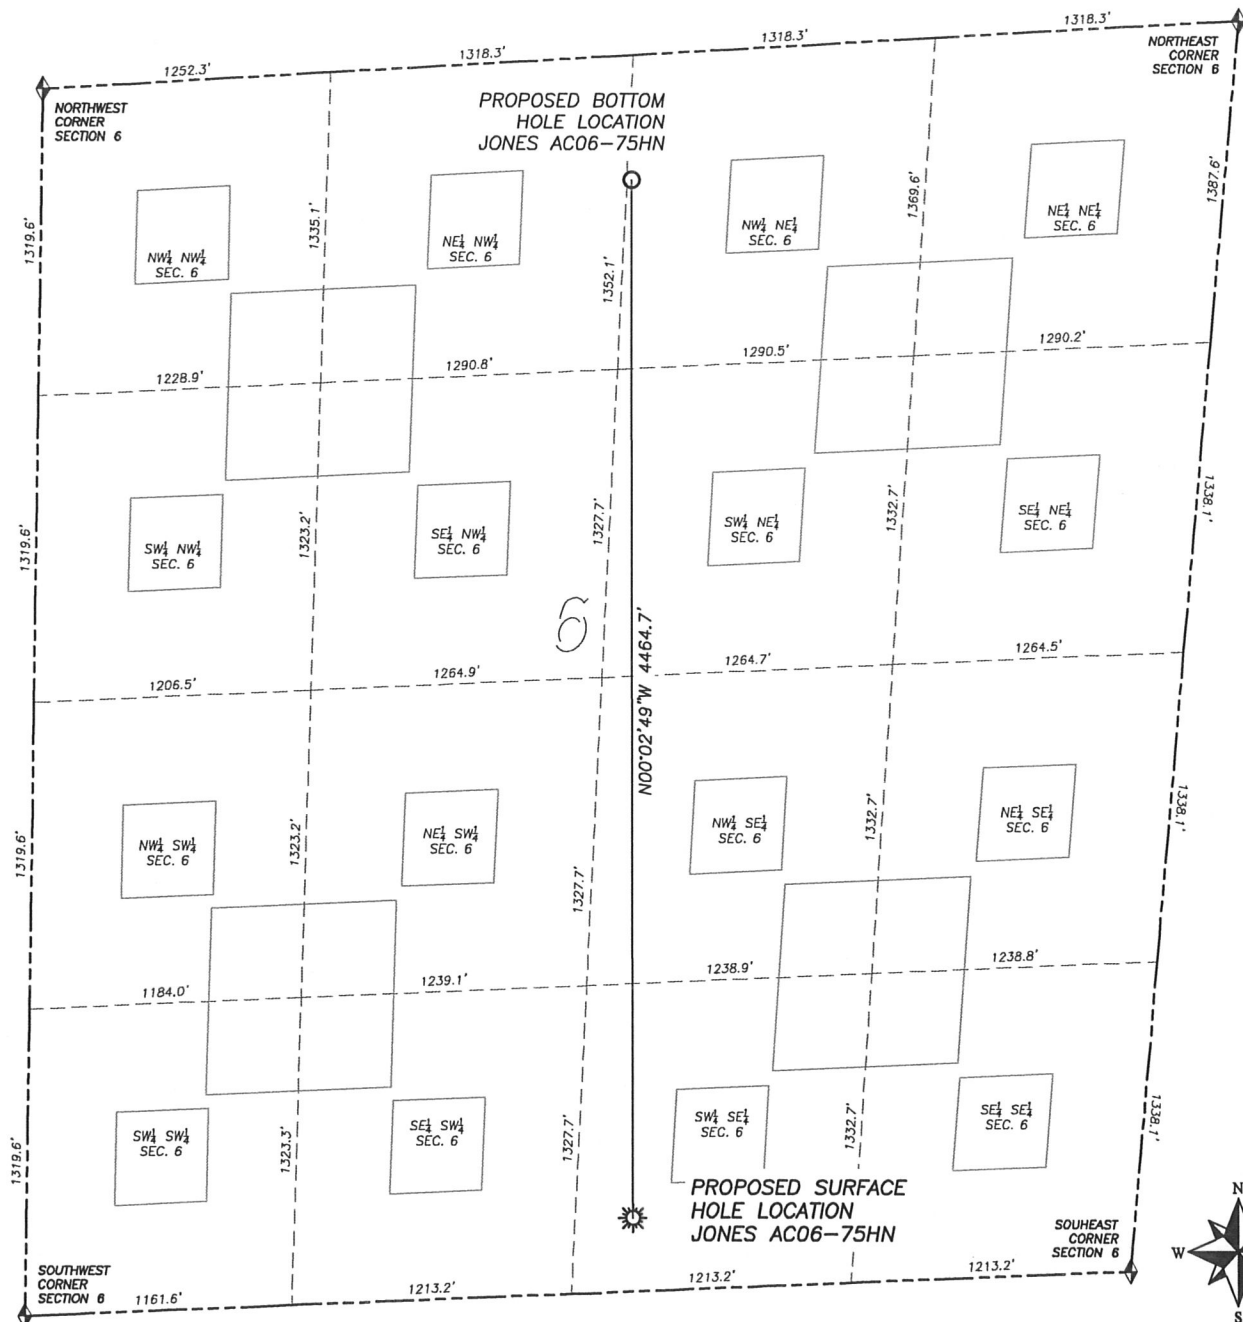 1252.3'
1318.3'
1318.3'
1318.3'
NORTHWEST
CORNER
SECTION 6
NORTHEAST
CORNER
SECTION 6
PROPOSED BOTTOM
HOLE LOCATION
JONES AC06-75HN
1319.6'
1335.1'
1352.1'
1369.6'
1387.6'
NW¼ NW¼
SEC. 6
NE¼ NW¼
SEC. 6
NW¼ NE¼
SEC. 6
NE¼ NE¼
SEC. 6
1228.9'
1290.8'
1290.5'
1290.2'
1319.6'
1323.2'
1327.7'
1332.7'
1338.1'
SW¼ NW¼
SEC. 6
SE¼ NW¼
SEC. 6
SW¼ NE¼
SEC. 6
SE¼ NE¼
SEC. 6
6
N00°02'49"W 4464.7'
1206.5'
1264.9'
1264.7'
1264.5'
1319.6'
1323.2'
1327.7'
1332.7'
1338.1'
NW¼ SW¼
SEC. 6
NE¼ SW¼
SEC. 6
NW¼ SE¼
SEC. 6
NE¼ SE¼
SEC. 6
1184.0'
1239.1'
1238.9'
1238.8'
1319.6'
1323.3'
1327.7'
1332.7'
1338.1'
SW¼ SW¼
SEC. 6
SE¼ SW¼
SEC. 6
SW¼ SE¼
SEC. 6
SE¼ SE¼
SEC. 6
PROPOSED SURFACE
HOLE LOCATION
JONES AC06-75HN
SOUTHWEST
CORNER
SECTION 6
SOUHEAST
CORNER
SECTION 6
1161.6'
1213.2'
1213.2'
1213.2'
N
W
S